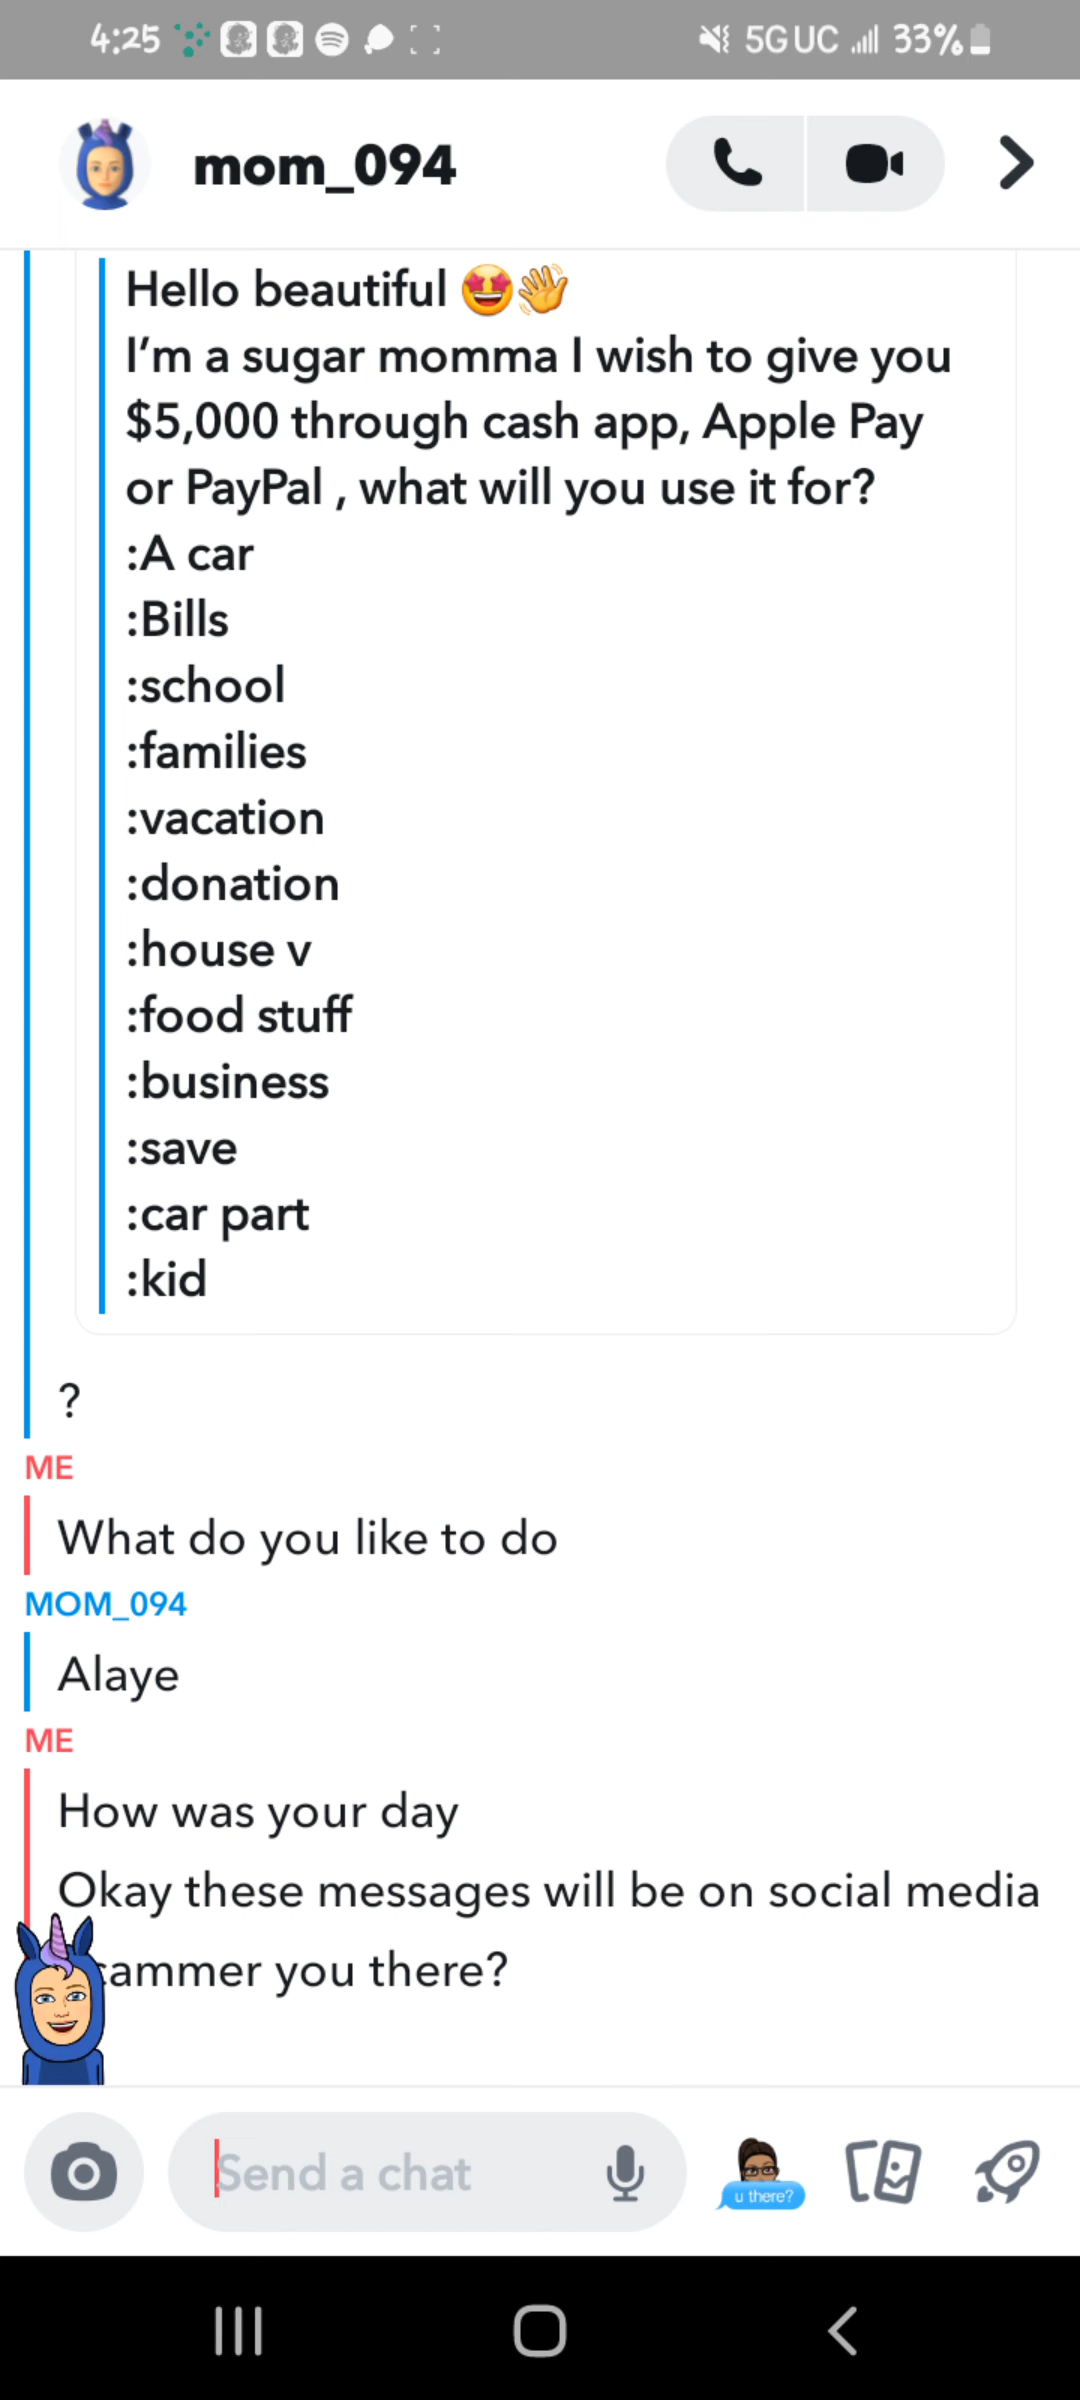 4:25 5G UC 33%
mom_094
Hello beautiful 🤩👋
I'm a sugar momma I wish to give you
$5,000 through cash app, Apple Pay
or PayPal , what will you use it for?
:A car
:Bills
:school
:families
:vacation
:donation
:house v
:food stuff
:business
:save
:car part
:kid
?
ME
What do you like to do
MOM_094
Alaye
ME
How was your day
Okay these messages will be on social media
cammer you there?
Send a chat
u there?